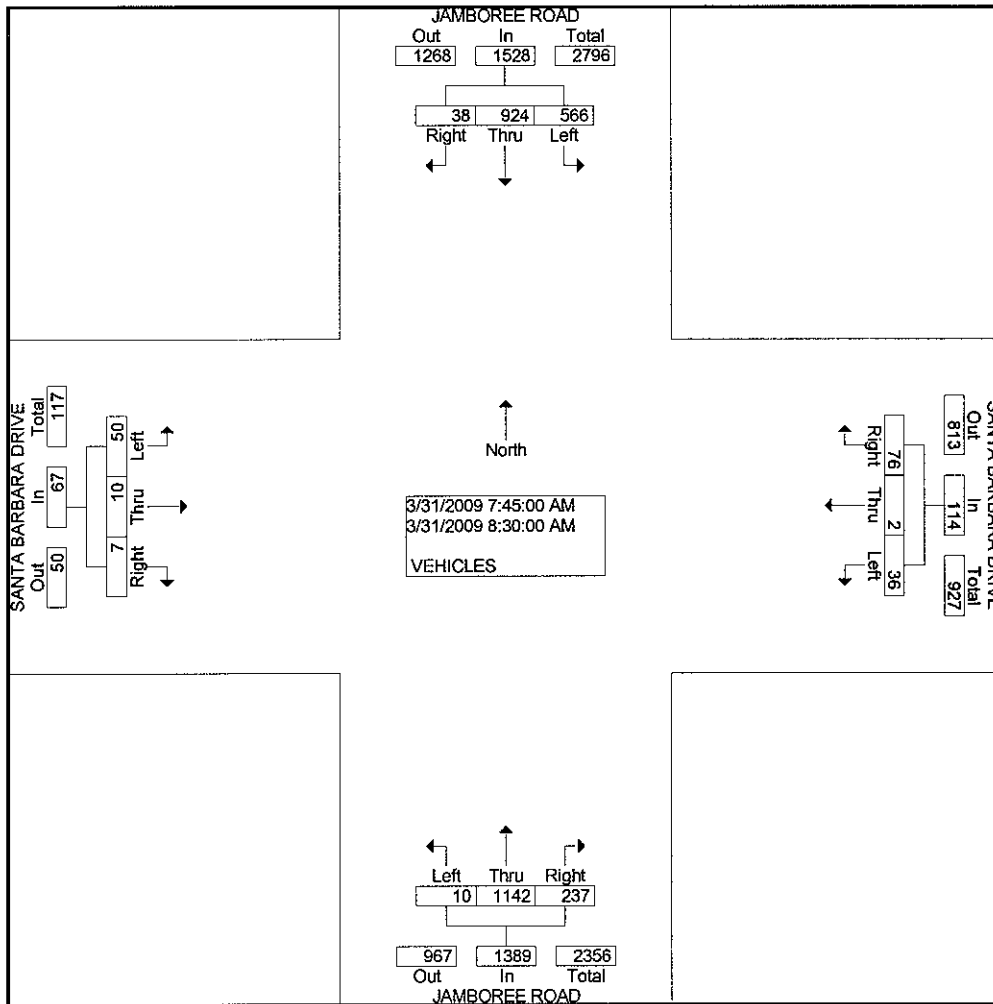 JAMBOREE ROAD
Out In Total
1268 1528 2796
38 924 566
Right Thru Left
SANTA BARBARA DRIVE
Total In Out
117 67 50
50 10 7
Left Thru Right
North
3/31/2009 7:45:00 AM
3/31/2009 8:30:00 AM
VEHICLES
Right Thru Left
76 2 36
813 114 927
Out In Total
SANTA BARBARA DRIVE
Left Thru Right
10 1142 237
967 1389 2356
Out In Total
JAMBOREE ROAD